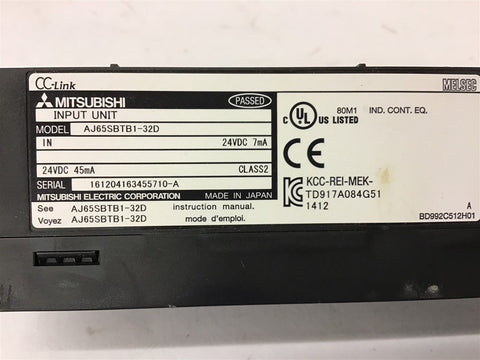 CC-Link
MELSEC
MITSUBISHI
PASSED
INPUT UNIT
MODEL AJ65SBTB1-32D
IN 24VDC 7mA
24VDC 45mA CLASS2
SERIAL 161204163455710-A
MITSUBISHI ELECTRIC CORPORATION MADE IN JAPAN
See AJ65SBTB1-32D instruction manual.
Voyez AJ65SBTB1-32D mode d'emploi.
C UL US LISTED
80M1 IND. CONT. EQ.
CE
KCC-REI-MEK-
TD917A084G51
1412
A
BD992C512H01